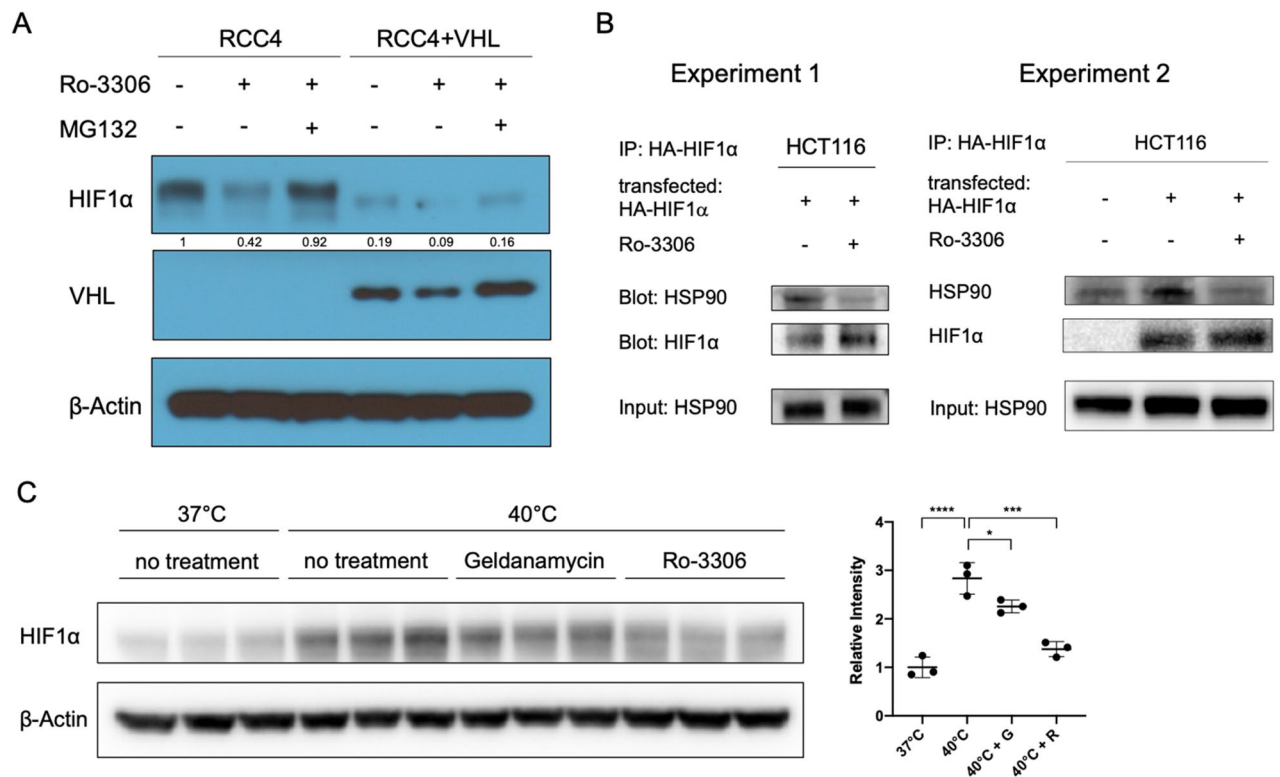 A
RCC4 RCC4+VHL
Ro-3306 - + + - + +
MG132 - - + - - +
HIF1α
1 0.42 0.92 0.19 0.09 0.16
VHL
β-Actin
B
Experiment 1
IP: HA-HIF1α HCT116
transfected:
HA-HIF1α + +
Ro-3306 - +
Blot: HSP90
Blot: HIF1α
Input: HSP90
Experiment 2
IP: HA-HIF1α HCT116
transfected:
HA-HIF1α - + +
Ro-3306 - - +
HSP90
HIF1α
Input: HSP90
C
37°C 40°C
no treatment no treatment Geldanamycin Ro-3306
HIF1α
β-Actin
**** ***
*
4
3
2
1
0
Relative Intensity
37°C 40°C 40°C + G 40°C + R